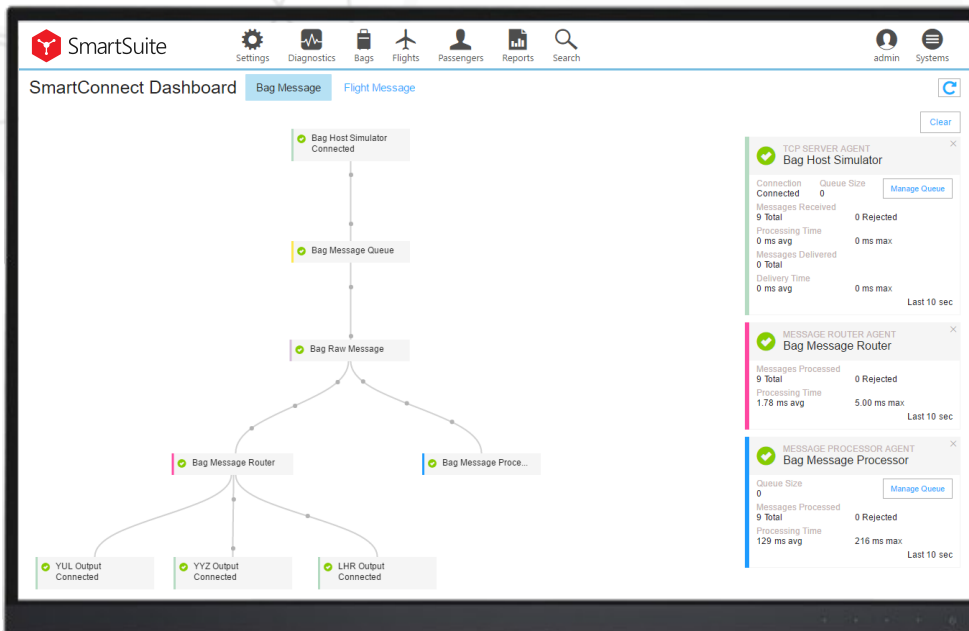 SmartSuite
Settings
Diagnostics
Bags
Flights
Passengers
Reports
Search
admin
Systems
SmartConnect Dashboard
Bag Message
Flight Message
Clear
Bag Host Simulator
Connected
Bag Message Queue
Bag Raw Message
Bag Message Router
Bag Message Proce...
YUL Output
Connected
YYZ Output
Connected
LHR Output
Connected
TCP SERVER AGENT
Bag Host Simulator
Connection Queue Size
Connected 0
Manage Queue
Messages Received
9 Total 0 Rejected
Processing Time
0 ms avg 0 ms max
Messages Delivered
0 Total
Delivery Time
0 ms avg 0 ms max
Last 10 sec
MESSAGE ROUTER AGENT
Bag Message Router
Messages Processed
9 Total 0 Rejected
Processing Time
1.78 ms avg 5.00 ms max
Last 10 sec
MESSAGE PROCESSOR AGENT
Bag Message Processor
Queue Size
0
Manage Queue
Messages Processed
9 Total 0 Rejected
Processing Time
129 ms avg 216 ms max
Last 10 sec